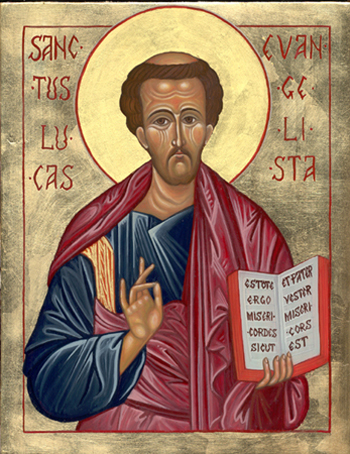 SANC
·TUS
LU·
·CAS
EVAN·
·GE·
·LI·
·STA
ESTOTE
ERGO
MISERI
·CORDES
SICUT
ET PATER
VESTER
MISERI·
·CORS
EST